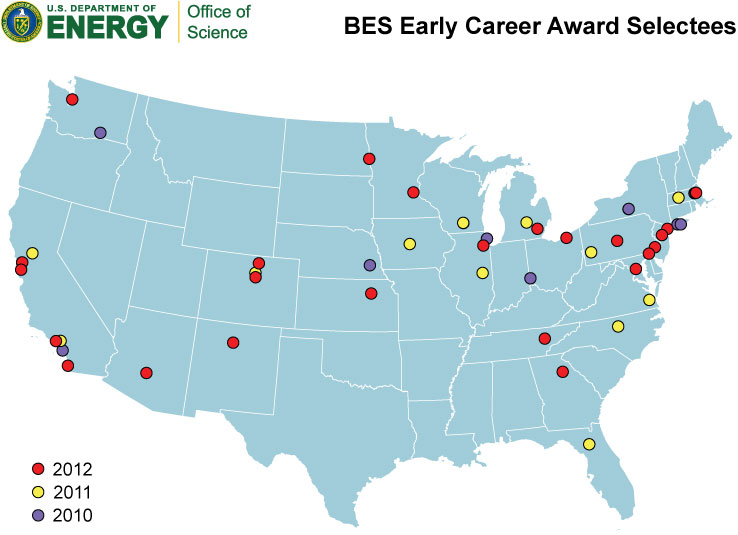 U.S. DEPARTMENT OF
ENERGY
Office of
Science
BES Early Career Award Selectees
2012
2011
2010